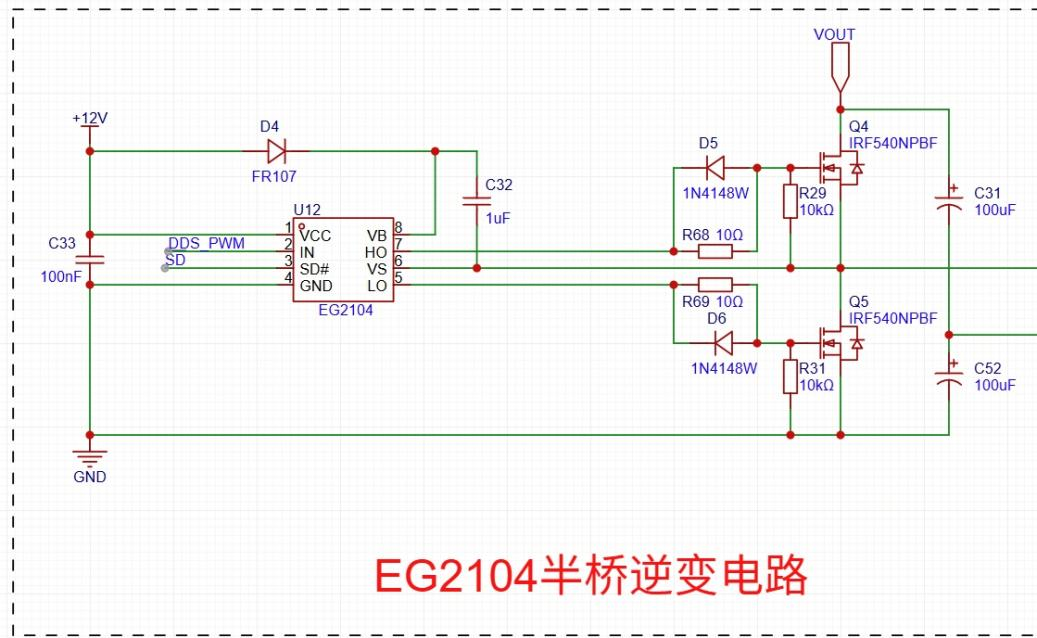 VOUT
+12V
D4
FR107
Q4
IRF540NPBF
D5
1N4148W
R29
10kΩ
C31
100uF
C32
1uF
U12
1 VCC
2 IN
3 SD#
4 GND
VB 8
HO 7
VS 6
LO 5
EG2104
DDS_PWM
SD
C33
100nF
R68 10Ω
R69 10Ω
D6
1N4148W
Q5
IRF540NPBF
R31
10kΩ
C52
100uF
GND
EG2104半桥逆变电路